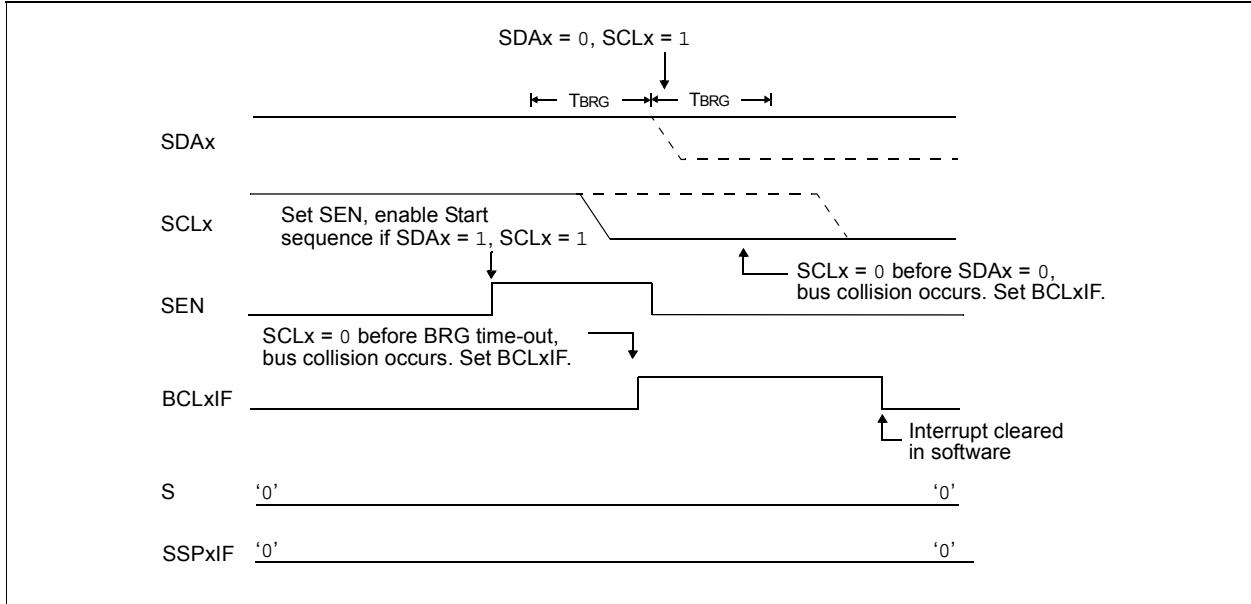 SDAx = 0, SCLx = 1
TBRG TBRG
SDAx
SCLx
Set SEN, enable Start
sequence if SDAx = 1, SCLx = 1
SCLx = 0 before SDAx = 0,
bus collision occurs. Set BCLxIF.
SEN
SCLx = 0 before BRG time-out,
bus collision occurs. Set BCLxIF.
BCLxIF
Interrupt cleared
in software
S ‘0’ ‘0’
SSPxIF ‘0’ ‘0’